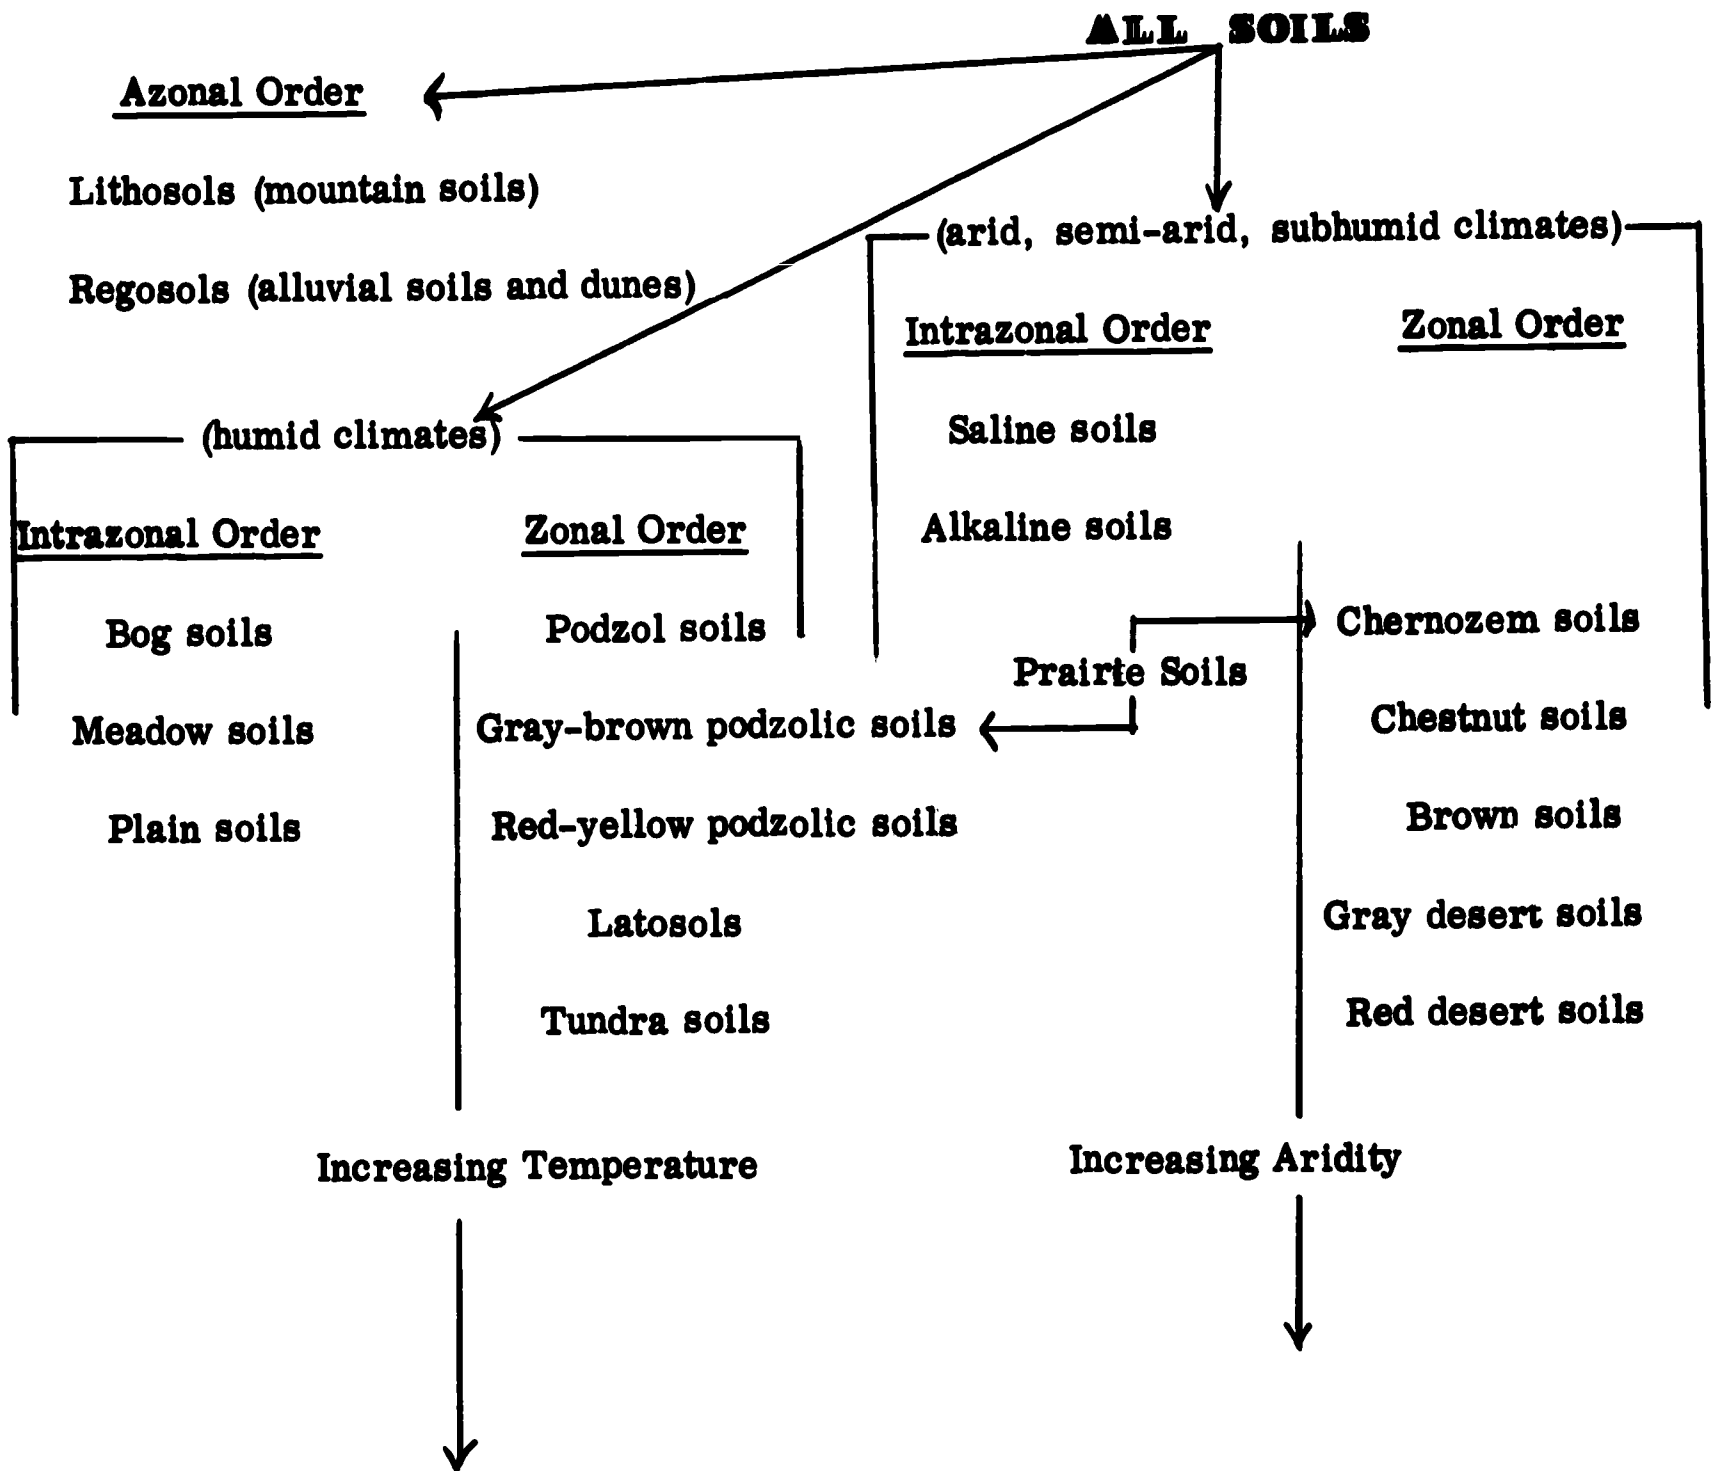 ALL SOILS
Azonal Order
Lithosols (mountain soils)
Regosols (alluvial soils and dunes)
(arid, semi-arid, subhumid climates)
Intrazonal Order
Zonal Order
Saline soils
Alkaline soils
Chernozem soils
Chestnut soils
Brown soils
Gray desert soils
Red desert soils
Prairie Soils
(humid climates)
Intrazonal Order
Zonal Order
Bog soils
Meadow soils
Plain soils
Podzol soils
Gray-brown podzolic soils
Red-yellow podzolic soils
Latosols
Tundra soils
Increasing Temperature
Increasing Aridity